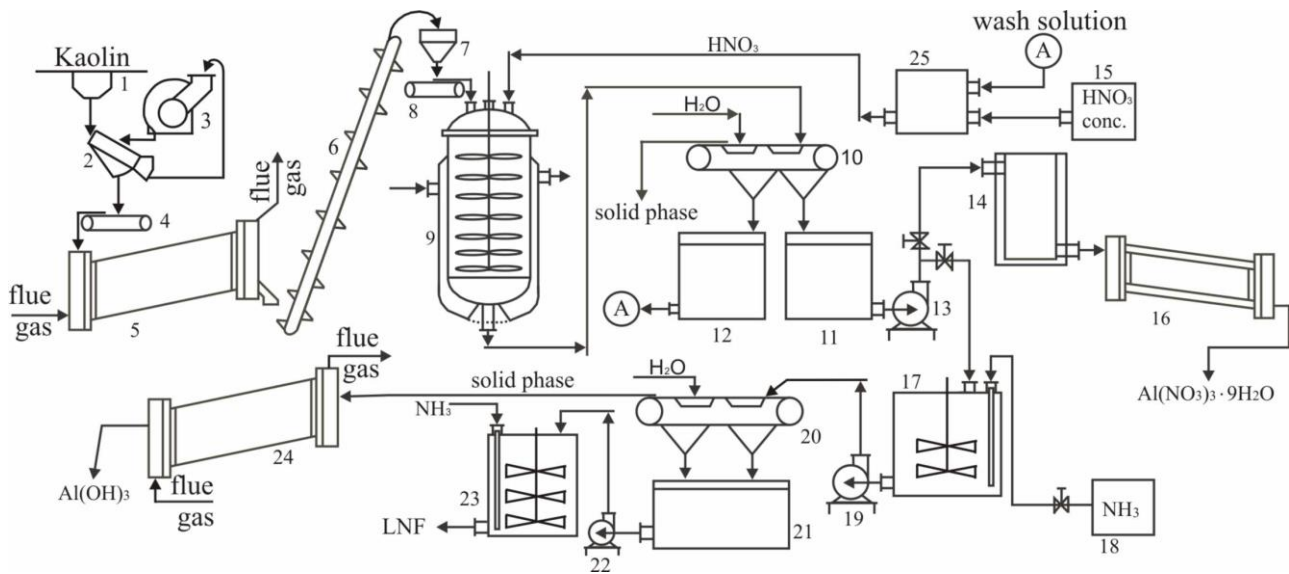 wash solution
Kaolin
1
2
3
4
flue
gas
flue
gas
5
6
7
8
HNO₃
9
A
25
15
HNO₃
conc.
H₂O
10
solid phase
A
12
11
13
14
16
Al(NO₃)₃·9H₂O
flue
gas
solid phase
H₂O
NH₃
17
20
24
Al(OH)₃
flue
gas
23
LNF
22
21
19
NH₃
18